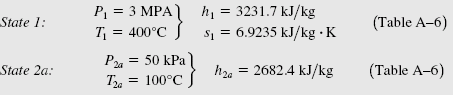 State 1: P₁ = 3 MPa } h₁ = 3231.7 kJ/kg (Table A–6)
T₁ = 400°C } s₁ = 6.9235 kJ/kg · K
State 2a: P₂ₐ = 50 kPa } h₂ₐ = 2682.4 kJ/kg (Table A–6)
T₂ₐ = 100°C